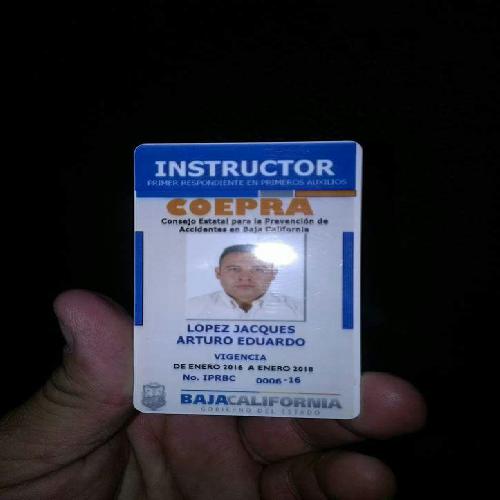 INSTRUCTOR
PRIMER RESPONDIENTE EN PRIMEROS AUXILIOS
COEPRA
Consejo Estatal para la Prevención de
Accidentes en Baja California
LOPEZ JACQUES
ARTURO EDUARDO
VIGENCIA
DE ENERO 2016 A ENERO 2018
No. IPRBC 0006-16
BAJACALIFORNIA
GOBIERNO DEL ESTADO